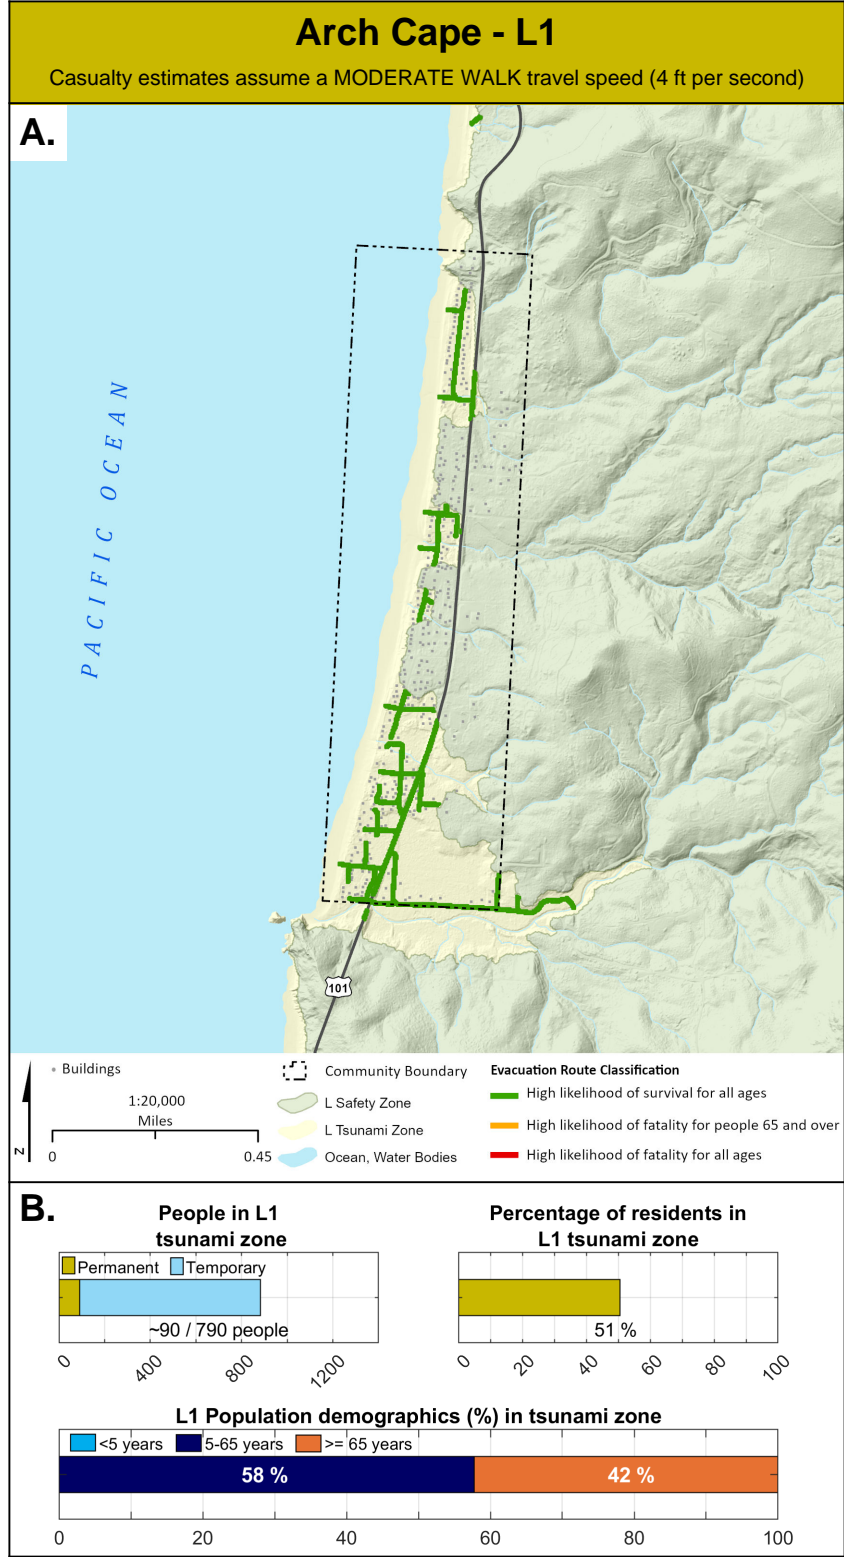 Arch Cape - L1
Casualty estimates assume a MODERATE WALK travel speed (4 ft per second)
A.
PACIFIC OCEAN
101
N
Buildings
1:20,000
Miles
0 0.45
Community Boundary
L Safety Zone
L Tsunami Zone
Ocean, Water Bodies
Evacuation Route Classification
High likelihood of survival for all ages
High likelihood of fatality for people 65 and over
High likelihood of fatality for all ages
B.
People in L1
tsunami zone
Permanent Temporary
~90 / 790 people
0 400 800 1200
Percentage of residents in
L1 tsunami zone
51 %
0 20 40 60 80 100
L1 Population demographics (%) in tsunami zone
<5 years 5-65 years >= 65 years
58 % 42 %
0 20 40 60 80 100